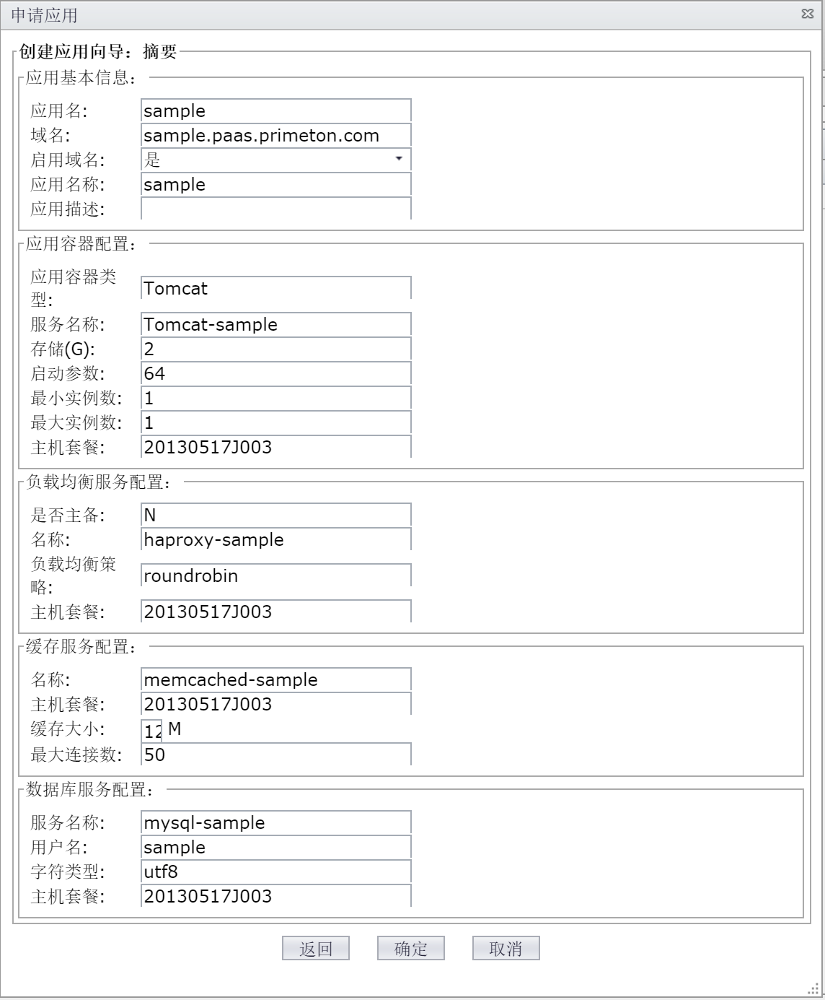 申请应用
创建应用向导：摘要
应用基本信息：
应用名: sample
域名: sample.paas.primeton.com
启用域名: 是
应用名称: sample
应用描述:
应用容器配置：
应用容器类
型: Tomcat
服务名称: Tomcat-sample
存储(G): 2
启动参数: 64
最小实例数: 1
最大实例数: 1
主机套餐: 20130517J003
负载均衡服务配置：
是否主备: N
名称: haproxy-sample
负载均衡策
略: roundrobin
主机套餐: 20130517J003
缓存服务配置：
名称: memcached-sample
主机套餐: 20130517J003
缓存大小: 12 M
最大连接数: 50
数据库服务配置：
服务名称: mysql-sample
用户名: sample
字符类型: utf8
主机套餐: 20130517J003
返回 确定 取消